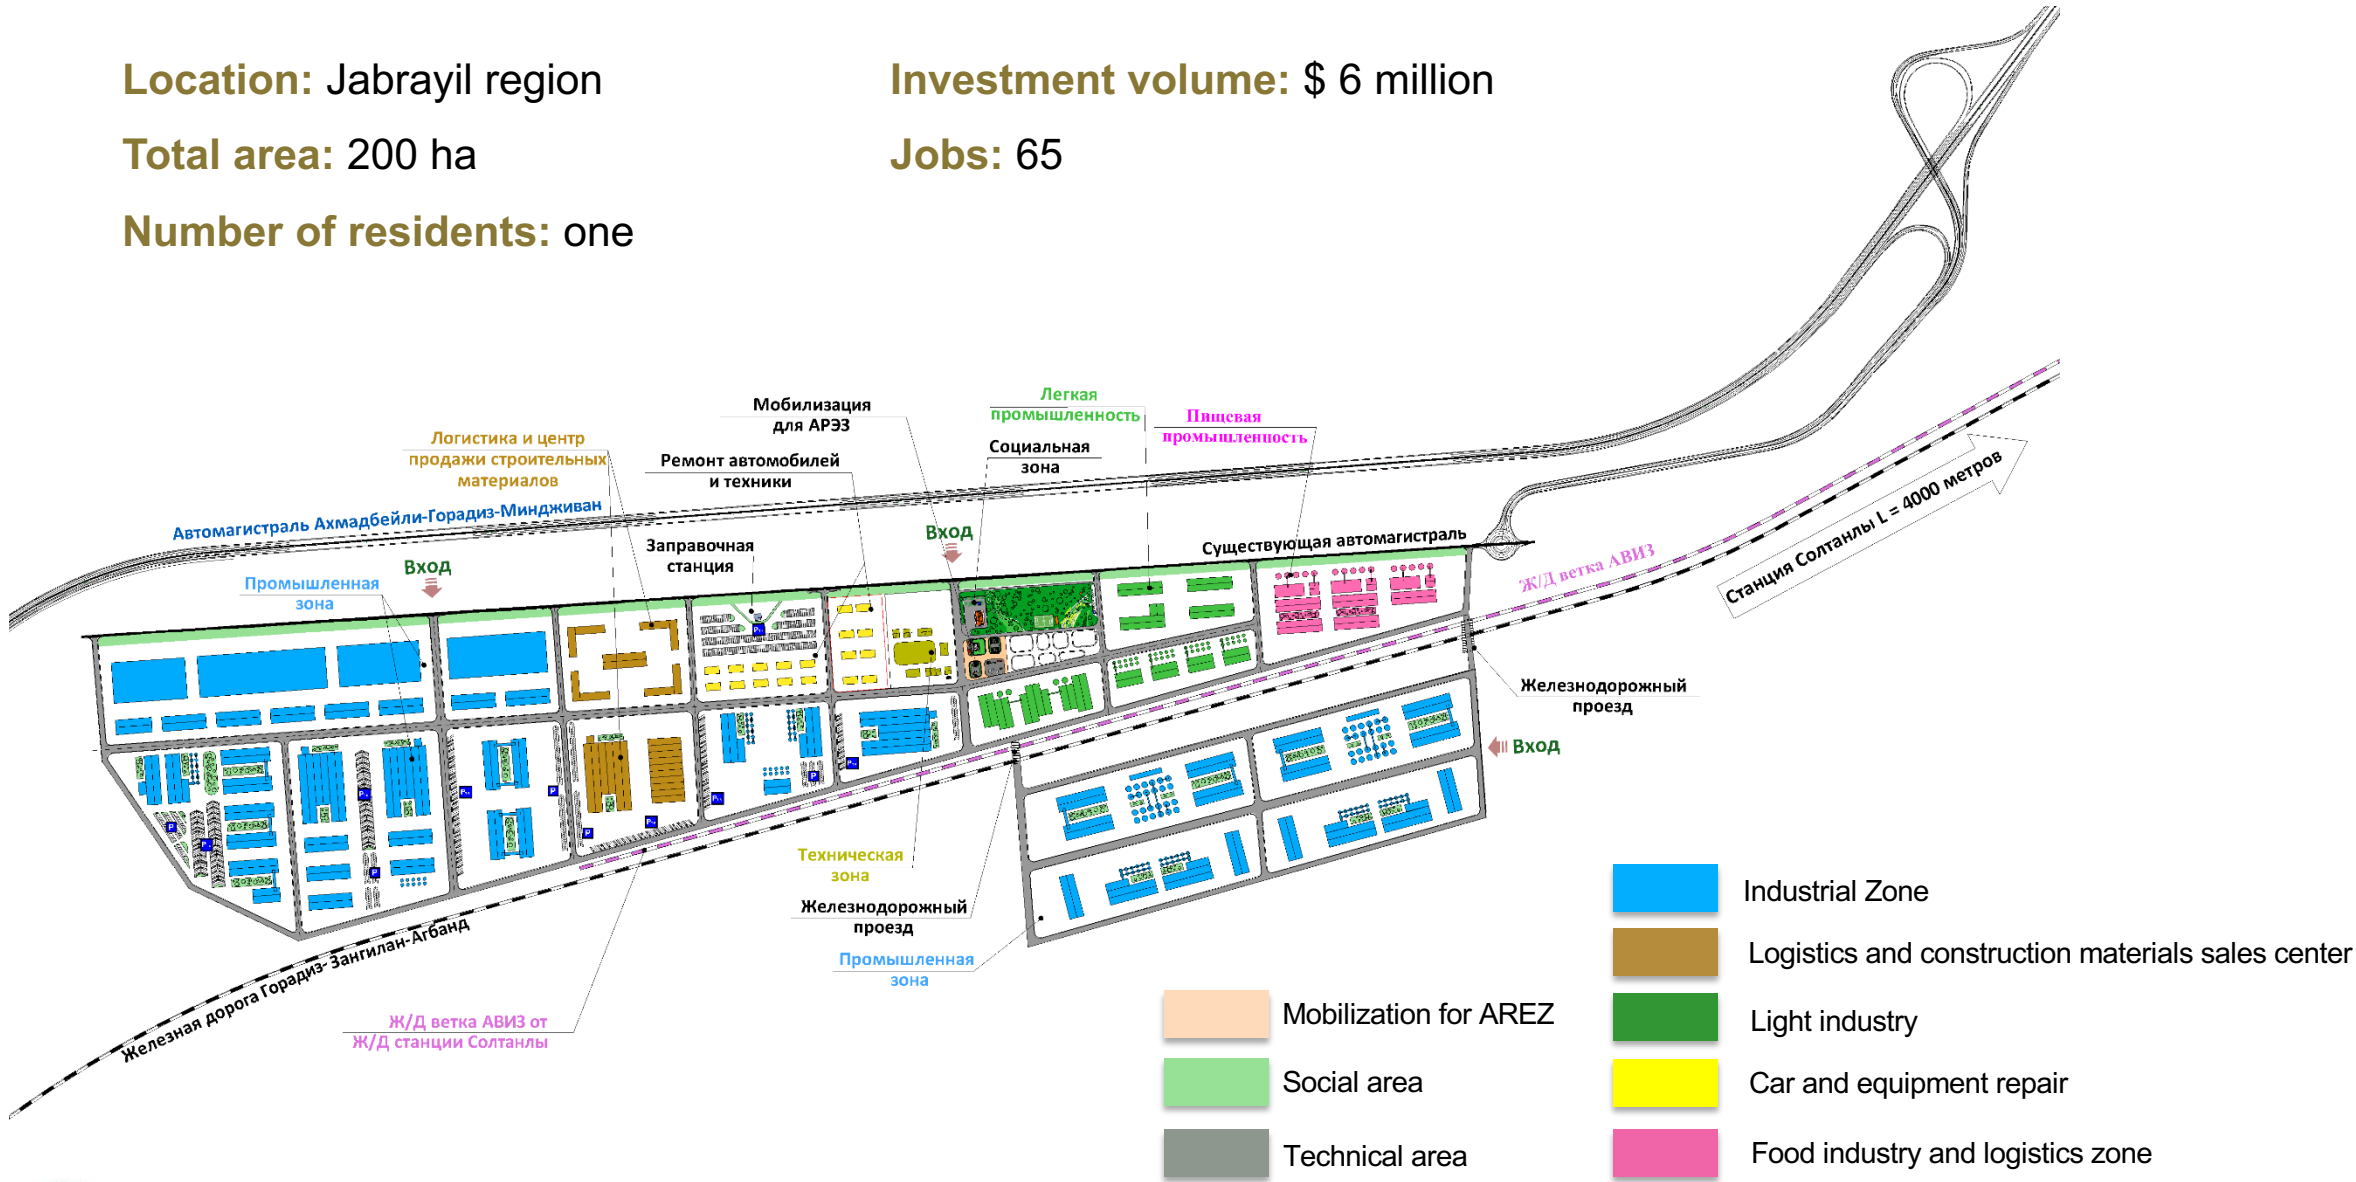 Location: Jabrayil region
Investment volume: $ 6 million
Total area: 200 ha
Jobs: 65
Number of residents: one
Легкая
промышленность
Мобилизация
для АРЭЗ
Пищевая
промышленность
Логистика и центр
продажи строительных
материалов
Ремонт автомобилей
и техники
Социальная
зона
Автомагистраль Ахмадбейли-Горадиз-Миндживан
Станция Солтанлы L = 4000 метров
Вход
Существующая автомагистраль
Заправочная
станция
Вход
Промышленная
зона
Ж/Д ветка АВИЗ
Железнодорожный
проезд
Вход
Техническая
зона
Железнодорожный
проезд
Промышленная
зона
Железная дорога Горадиз-Зангилан-Агбанд
Ж/Д ветка АВИЗ от
Ж/Д станции Солтанлы
Industrial Zone
Logistics and construction materials sales center
Mobilization for AREZ
Light industry
Social area
Car and equipment repair
Technical area
Food industry and logistics zone